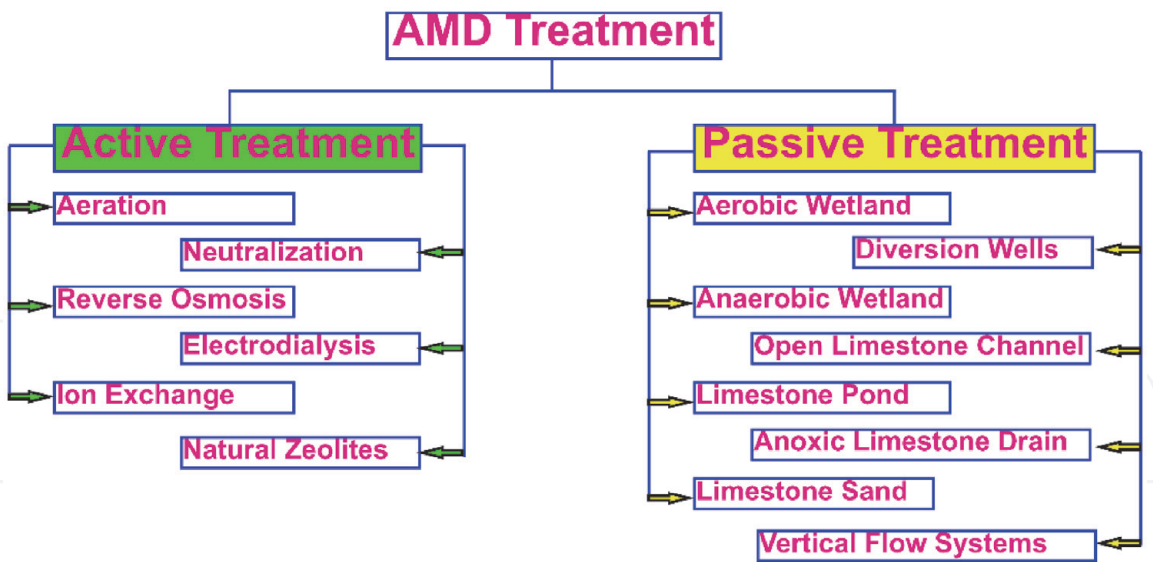 AMD Treatment
Active Treatment
Aeration
Neutralization
Reverse Osmosis
Electrodialysis
Ion Exchange
Natural Zeolites
Passive Treatment
Aerobic Wetland
Diversion Wells
Anaerobic Wetland
Open Limestone Channel
Limestone Pond
Anoxic Limestone Drain
Limestone Sand
Vertical Flow Systems